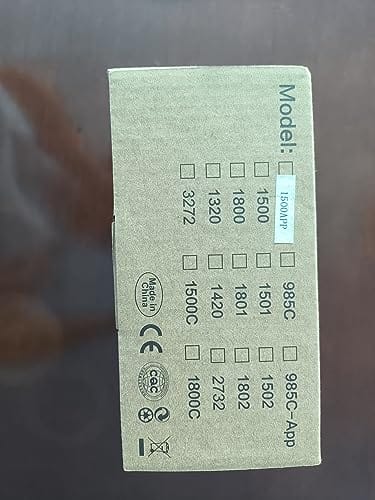 Model: 1500APP 985C 985C-App
1500 1501 1502
1800 1801 1802
1320 1420 2732
3272 1500C 1800C
Made in
China
CE
CQC